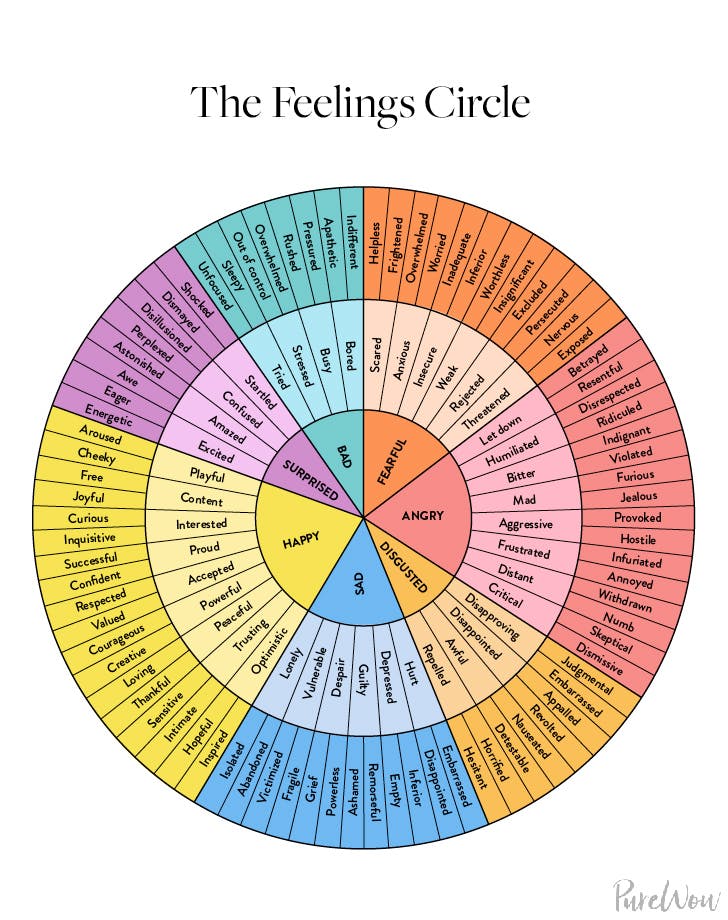 The Feelings Circle
BAD
FEARFUL
ANGRY
DISGUSTED
SAD
HAPPY
SURPRISED
Tried
Stressed
Busy
Bored
Scared
Anxious
Insecure
Weak
Rejected
Threatened
Let down
Humiliated
Bitter
Mad
Aggressive
Frustrated
Distant
Critical
Disapproving
Disappointed
Awful
Repelled
Hurt
Depressed
Guilty
Despair
Vulnerable
Lonely
Optimistic
Trusting
Peaceful
Powerful
Accepted
Proud
Interested
Content
Playful
Excited
Amazed
Confused
Startled
Unfocused
Sleepy
Out of control
Overwhelmed
Rushed
Pressured
Apathetic
Indifferent
Helpless
Frightened
Overwhelmed
Worried
Inadequate
Inferior
Worthless
Insignificant
Excluded
Persecuted
Nervous
Exposed
Betrayed
Resentful
Disrespected
Ridiculed
Indignant
Violated
Furious
Jealous
Provoked
Hostile
Infuriated
Annoyed
Withdrawn
Numb
Skeptical
Dismissive
Judgmental
Embarrassed
Appalled
Revolted
Nauseated
Detestable
Horrified
Hesitant
Embarrassed
Disappointed
Inferior
Empty
Remorseful
Ashamed
Powerless
Grief
Fragile
Victimized
Abandoned
Isolated
Inspired
Hopeful
Intimate
Sensitive
Thankful
Loving
Creative
Courageous
Valued
Respected
Confident
Successful
Inquisitive
Curious
Joyful
Free
Cheeky
Aroused
Energetic
Eager
Awe
Astonished
Perplexed
Disillusioned
Dismayed
Shocked
PureWow